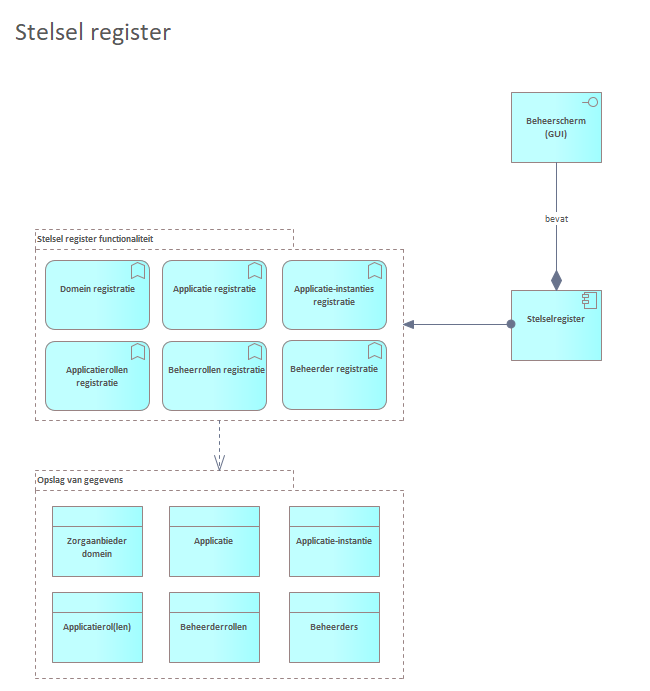 Stelsel register
Beheerscherm
(GUI)
bevat
Stelselregister
Stelsel register functionaliteit
Domein registratie
Applicatie registratie
Applicatie-instanties
registratie
Applicatierollen
registratie
Beheerrollen registratie
Beheerder registratie
Opslag van gegevens
Zorgaanbieder
domein
Applicatie
Applicatie-instantie
Applicatierol(len)
Beheerderrollen
Beheerders